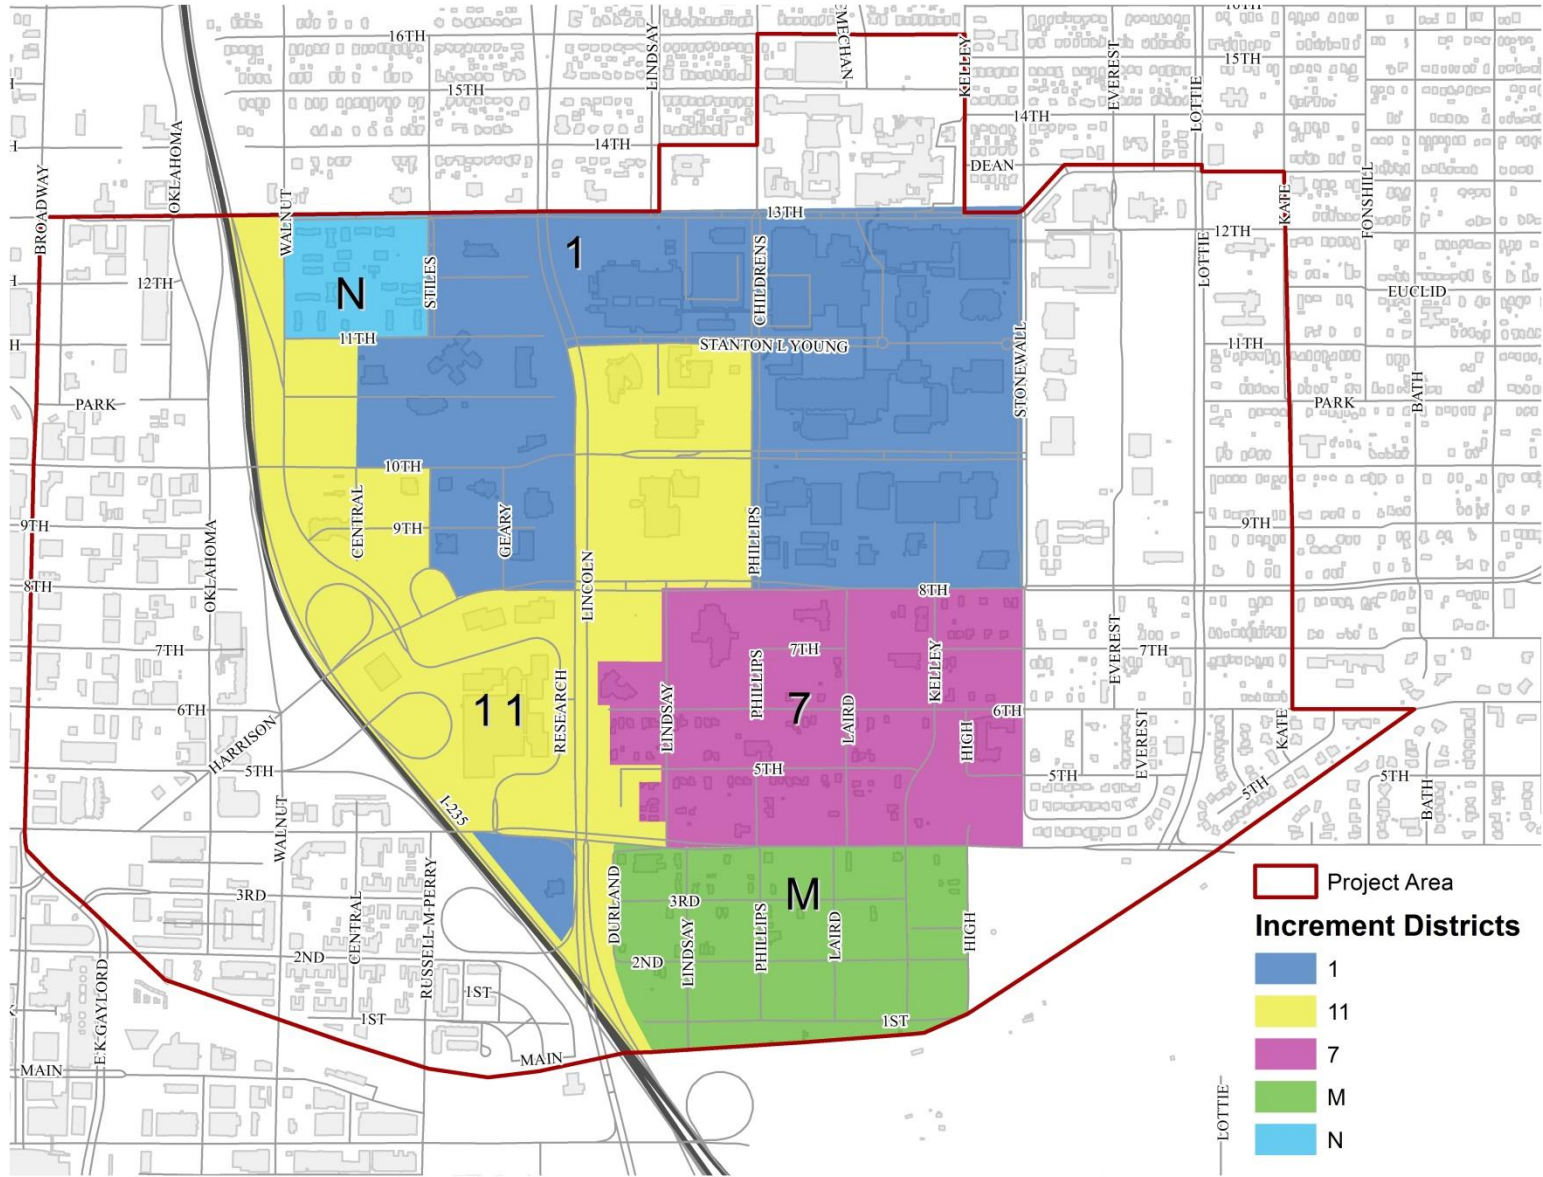 16TH
LINDSAY
EMECHAN
KELLEY
EVEREST
LOTTIE
10TH
15TH
15TH
14TH
14TH
DEAN
OKLAHOMA
BROADWAY
WALNUT
13TH
KATE
FONSHILL
12TH
STILES
N
1
CHILDRENS
12TH
LOTTIE
EUCLID
11TH
STANTON L YOUNG
11TH
STONEWALL
PARK
PARK
BATH
10TH
CENTRAL
9TH
9TH
GEARY
PHILLIPS
9TH
OKLAHOMA
LINCOLN
8TH
8TH
7TH
7TH
7TH
EVEREST
PHILLIPS
KELLEY
LINDSAY
RESEARCH
11
7
LAIRD
6TH
6TH
HARRISON
HIGH
EVEREST
KATE
5TH
5TH
5TH
5TH
5TH
BATH
I-235
WALNUT
3RD
CENTRAL
RUSSELL M PERRY
DURLAND
3RD
M
LINDSAY
PHILLIPS
LAIRD
HIGH
2ND
2ND
E K GAYLORD
1ST
1ST
1ST
MAIN
MAIN
LOTTIE
Project Area
Increment Districts
1
11
7
M
N